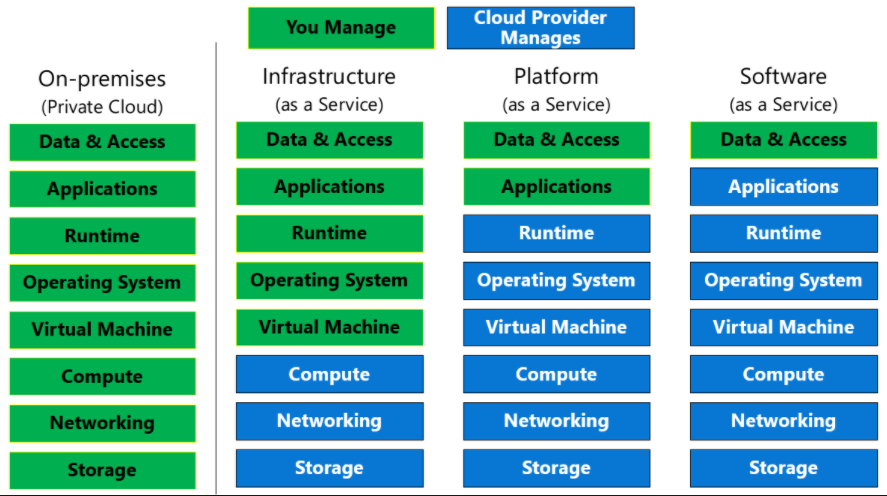 You Manage
Cloud Provider
Manages
On-premises
(Private Cloud)
Data & Access
Applications
Runtime
Operating System
Virtual Machine
Compute
Networking
Storage
Infrastructure
(as a Service)
Data & Access
Applications
Runtime
Operating System
Virtual Machine
Compute
Networking
Storage
Platform
(as a Service)
Data & Access
Applications
Runtime
Operating System
Virtual Machine
Compute
Networking
Storage
Software
(as a Service)
Data & Access
Applications
Runtime
Operating System
Virtual Machine
Compute
Networking
Storage